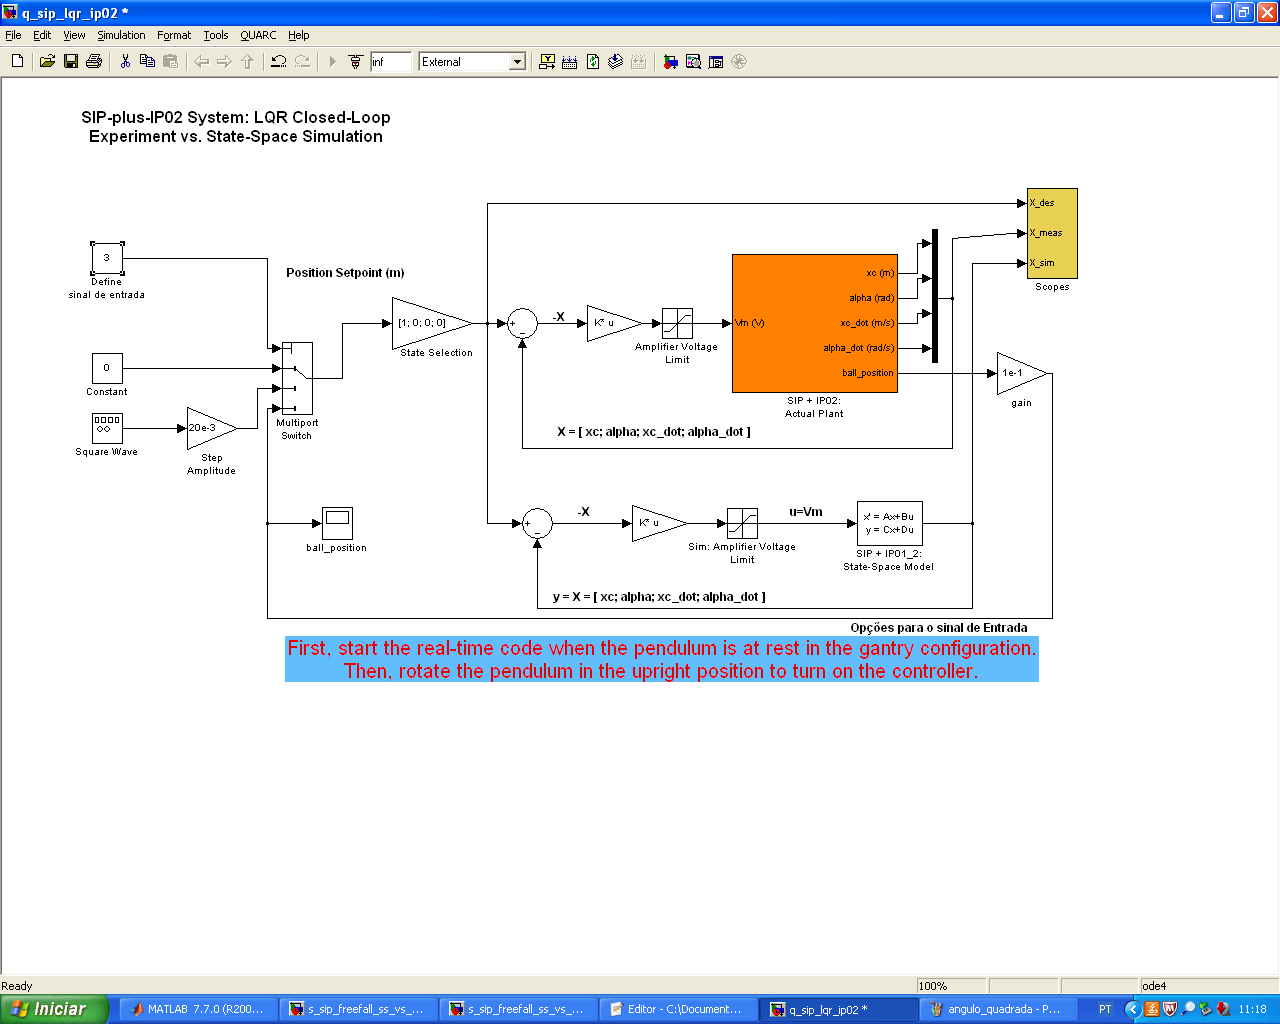 q_sip_lqr_ip02 *
File Edit View Simulation Format Tools QUARC Help
inf External
SIP-plus-IP02 System: LQR Closed-Loop
Experiment vs. State-Space Simulation
X_des
X_meas
X_sim
Scopes
3
Define
sinal de entrada
Position Setpoint (m)
[1; 0; 0; 0]
State Selection
+
-
-X
K* u
Amplifier Voltage
Limit
Vm (V)
xc (m)
alpha (rad)
xc_dot (m/s)
alpha_dot (rad/s)
ball_position
SIP + IP02:
Actual Plant
1e-1
gain
0
Constant
Square Wave
20e-3
Step
Amplitude
Multiport
Switch
X = [ xc; alpha; xc_dot; alpha_dot ]
ball_position
+
-
-X
K* u
Sim: Amplifier Voltage
Limit
u=Vm
x' = Ax+Bu
y = Cx+Du
SIP + IP01_2:
State-Space Model
y = X = [ xc; alpha; xc_dot; alpha_dot ]
Opções para o sinal de Entrada
First, start the real-time code when the pendulum is at rest in the gantry configuration.
Then, rotate the pendulum in the upright position to turn on the controller.
Ready 100% ode4
Iniciar MATLAB 7.7.0 (R200... s_sip_freefall_ss_vs_... s_sip_freefall_ss_vs_... Editor - C:\Document... q_sip_lqr_ip02 * angulo_quadrada - P... PT 11:18